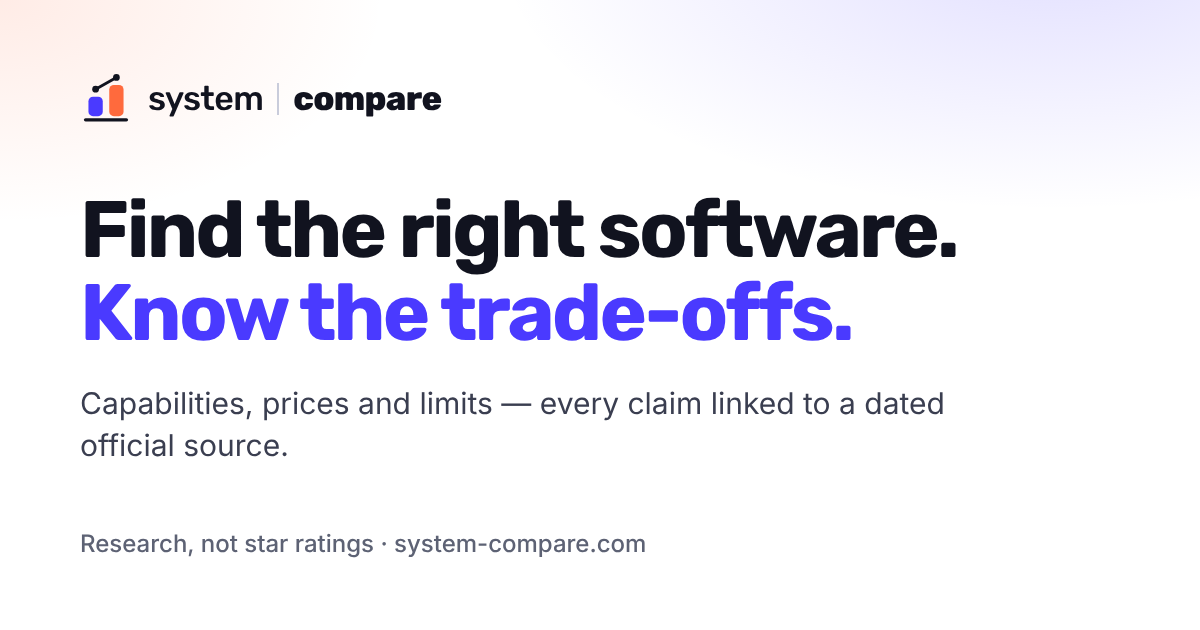 system | compare
Find the right software.
Know the trade-offs.
Capabilities, prices and limits — every claim linked to a dated
official source.
Research, not star ratings · system-compare.com